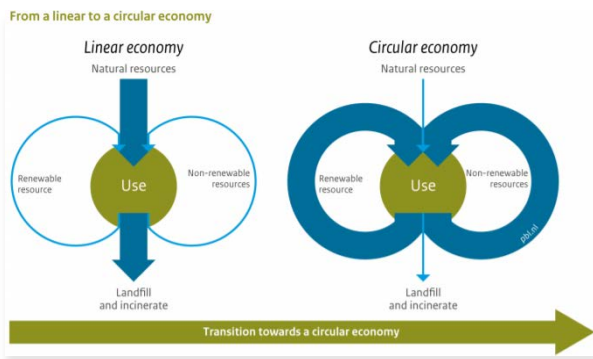 From a linear to a circular economy
Linear economy
Natural resources
Renewable
resource
Use
Non-renewable
resources
Landfill
and incinerate
Circular economy
Natural resources
Renewable
resource
Use
Non-renewable
resources
pbl.nl
Landfill
and incinerate
Transition towards a circular economy